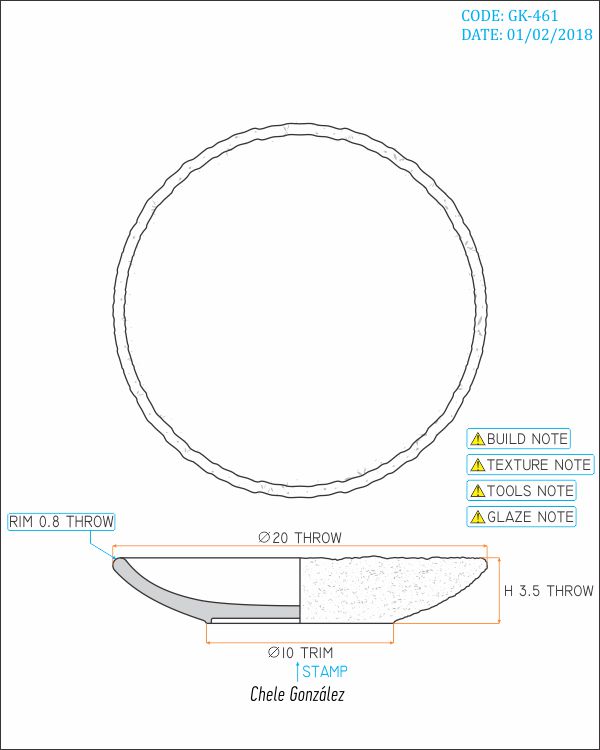 CODE: GK-461
DATE: 01/02/2018
BUILD NOTE
TEXTURE NOTE
TOOLS NOTE
GLAZE NOTE
RIM 0.8 THROW
∅20 THROW
H 3.5 THROW
∅10 TRIM
STAMP
Chele González